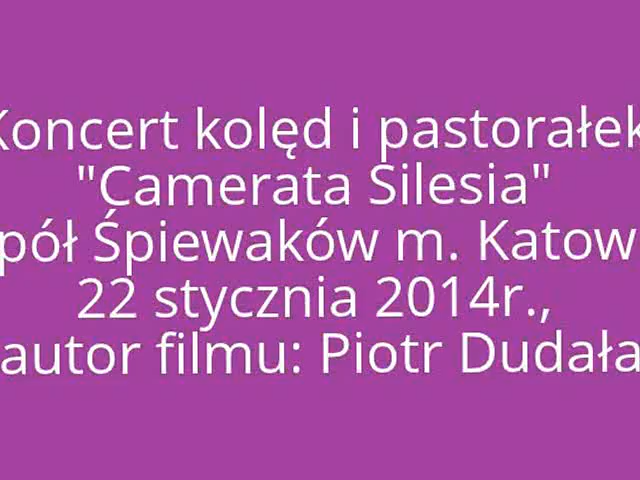 Koncert kolęd i pastorałek
"Camerata Silesia"
pół Śpiewaków m. Katow
22 stycznia 2014r.,
autor filmu: Piotr Dudała